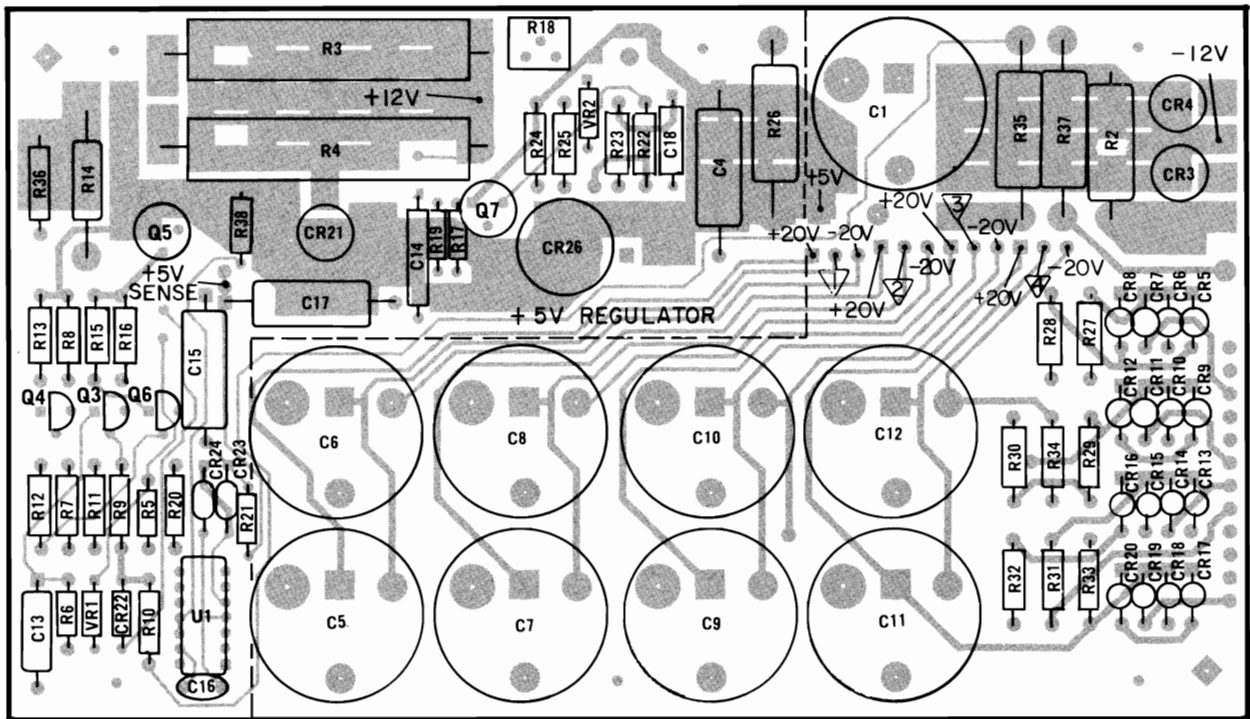 R3
R18
-12V
+12V
VR2
C1
CR4
R24
R25
R23
R22
C18
R26
R35
R37
R2
R4
C4
R36
R14
CR3
+5V
Q5
R38
CR21
C14
R19
R17
Q7
CR26
+20V
3
+20V
-20V
-20V
+5V
SENSE
C17
-20V
-20V
+20V
2
+20V
4
CR8
CR7
CR6
CR5
+5V REGULATOR
R13
R8
R15
R16
C15
R28
R27
CR12
CR11
CR10
CR9
Q4
Q3
Q6
C6
C8
C10
C12
CR24
CR23
R30
R34
R29
CR16
CR15
CR14
CR13
R12
R7
R11
R9
R5
R20
R21
CR20
CR19
CR18
CR17
R32
R31
R33
C13
R6
VR1
CR22
R10
U1
C5
C7
C9
C11
C16